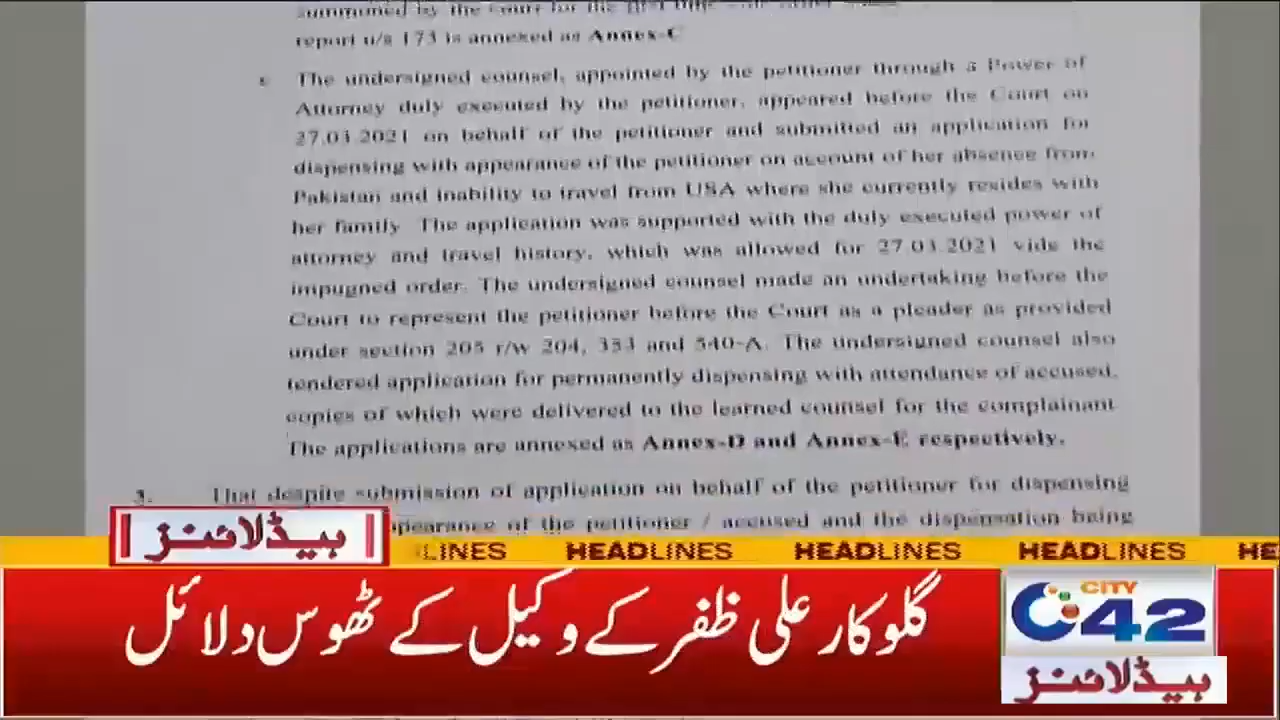 summoned by the Court for the first time
report u/s 173 is annexed as Annex-C
c The undersigned counsel, appointed by the petitioner through a Power of
Attorney duly executed by the petitioner, appeared before the Court on
27.03.2021 on behalf of the petitioner and submitted an application for
dispensing with appearance of the petitioner on account of her absence from
Pakistan and inability to travel from USA where she currently resides with
her family. The application was supported with the duly executed power of
attorney and travel history, which was allowed for 27.03.2021 vide the
impugned order. The undersigned counsel made an undertaking before the
Court to represent the petitioner before the Court as a pleader as provided
under section 205 r/w 204, 353 and 540-A. The undersigned counsel also
tendered application for permanently dispensing with attendance of accused,
copies of which were delivered to the learned counsel for the complainant
The applications are annexed as Annex-D and Annex-E respectively.
3. That despite submission of application on behalf of the petitioner for dispensing
appearance of the petitioner / accused and the dispensation being
ہیڈلائنز
LINES HEADLINES HEADLINES HEADLINES HE
گلوکار علی ظفر کے وکیل کے ٹھوس دلائل
CITY
42
ہیڈلائنز